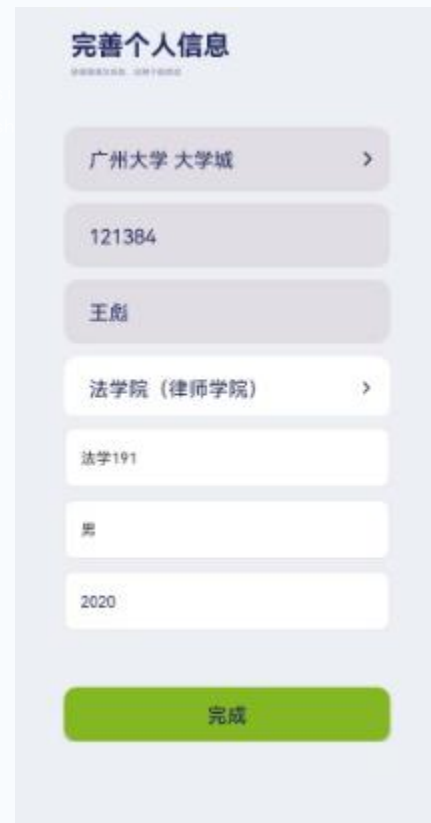 完善个人信息
广州大学 大学城
121384
王彪
法学院（律师学院）
法学191
男
2020
完成